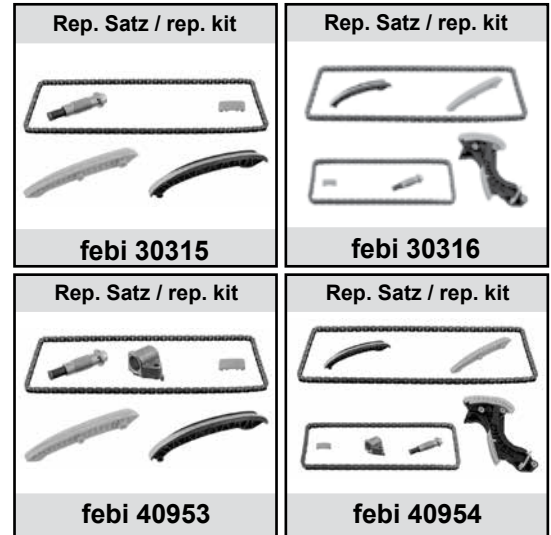 Rep. Satz / rep. kit
febi 30315
Rep. Satz / rep. kit
febi 30316
Rep. Satz / rep. kit
febi 40953
Rep. Satz / rep. kit
febi 40954